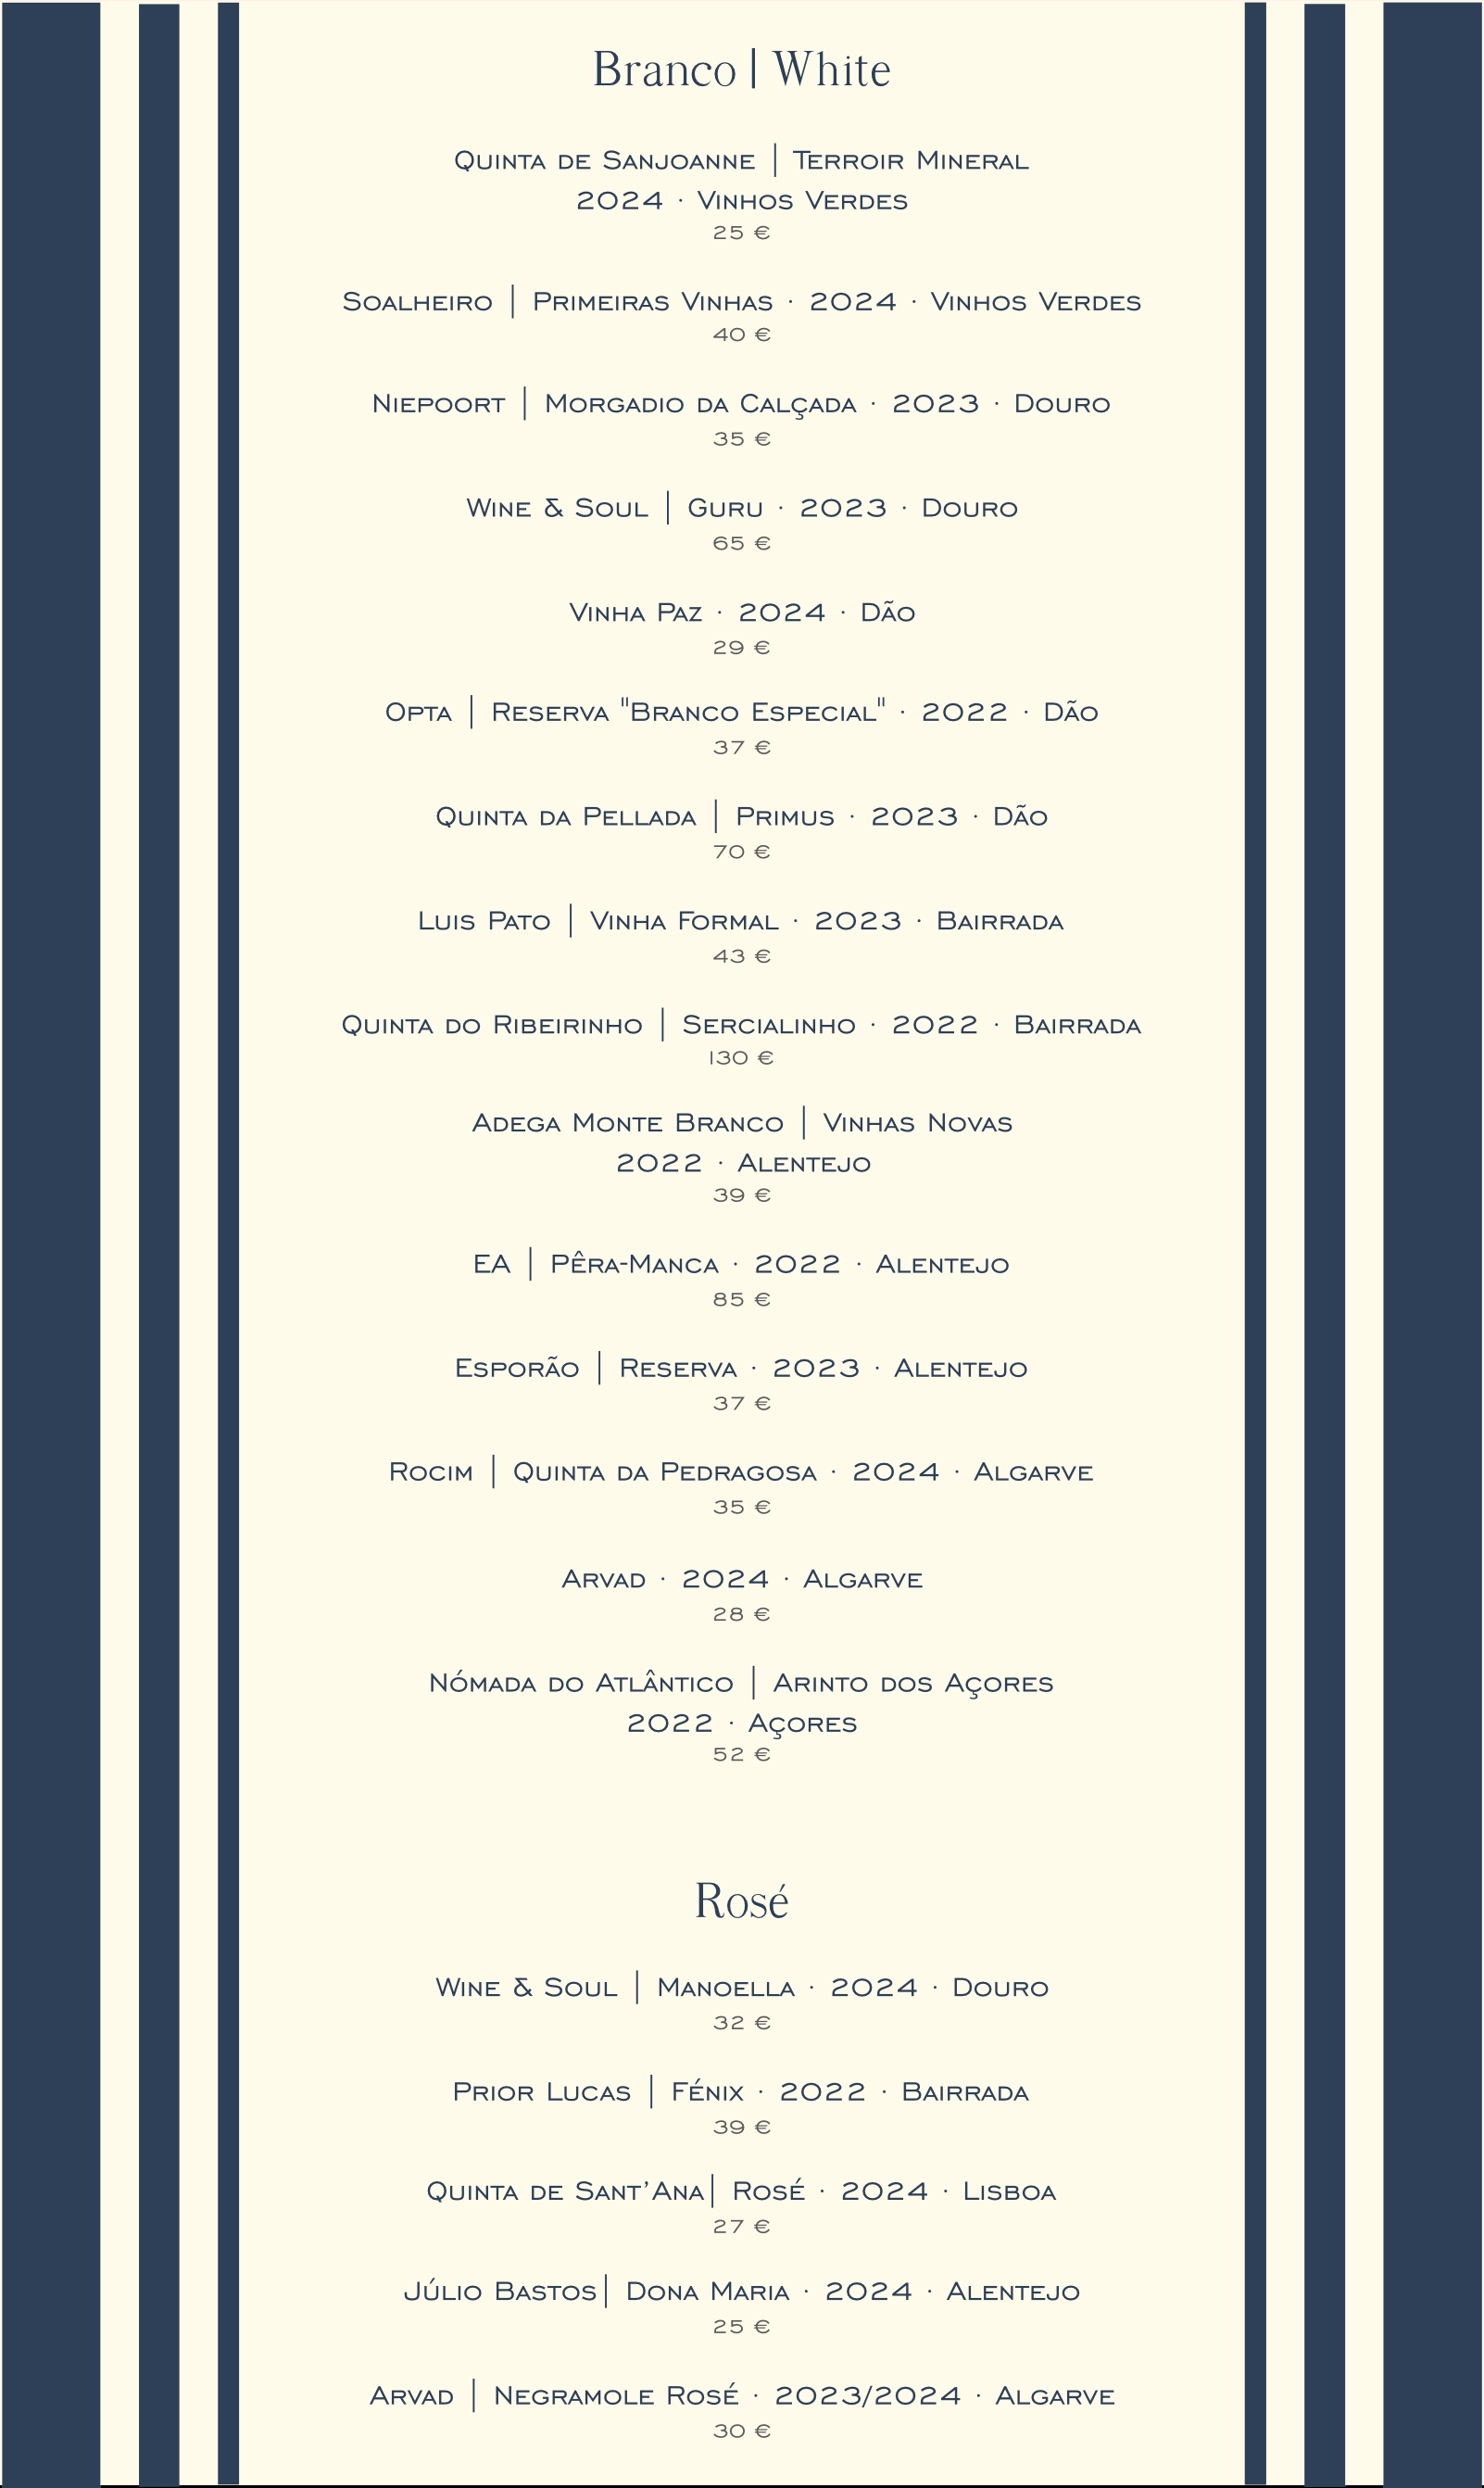 Branco | White
Quinta de Sanjoanne | Terroir Mineral
2024 · Vinhos Verdes
25 €
Soalheiro | Primeiras Vinhas · 2024 · Vinhos Verdes
40 €
Niepoort | Morgadio da Calçada · 2023 · Douro
35 €
Wine & Soul | Guru · 2023 · Douro
65 €
Vinha Paz · 2024 · Dão
29 €
Opta | Reserva "Branco Especial" · 2022 · Dão
37 €
Quinta da Pellada | Primus · 2023 · Dão
70 €
Luis Pato | Vinha Formal · 2023 · Bairrada
43 €
Quinta do Ribeirinho | Sercialinho · 2022 · Bairrada
130 €
Adega Monte Branco | Vinhas Novas
2022 · Alentejo
39 €
EA | Pêra-Manca · 2022 · Alentejo
85 €
Esporão | Reserva · 2023 · Alentejo
37 €
Rocim | Quinta da Pedragosa · 2024 · Algarve
35 €
Arvad · 2024 · Algarve
28 €
Nómada do Atlântico | Arinto dos Açores
2022 · Açores
52 €
Rosé
Wine & Soul | Manoella · 2024 · Douro
32 €
Prior Lucas | Fénix · 2022 · Bairrada
39 €
Quinta de Sant’Ana| Rosé · 2024 · Lisboa
27 €
Júlio Bastos| Dona Maria · 2024 · Alentejo
25 €
Arvad | Negramole Rosé · 2023/2024 · Algarve
30 €